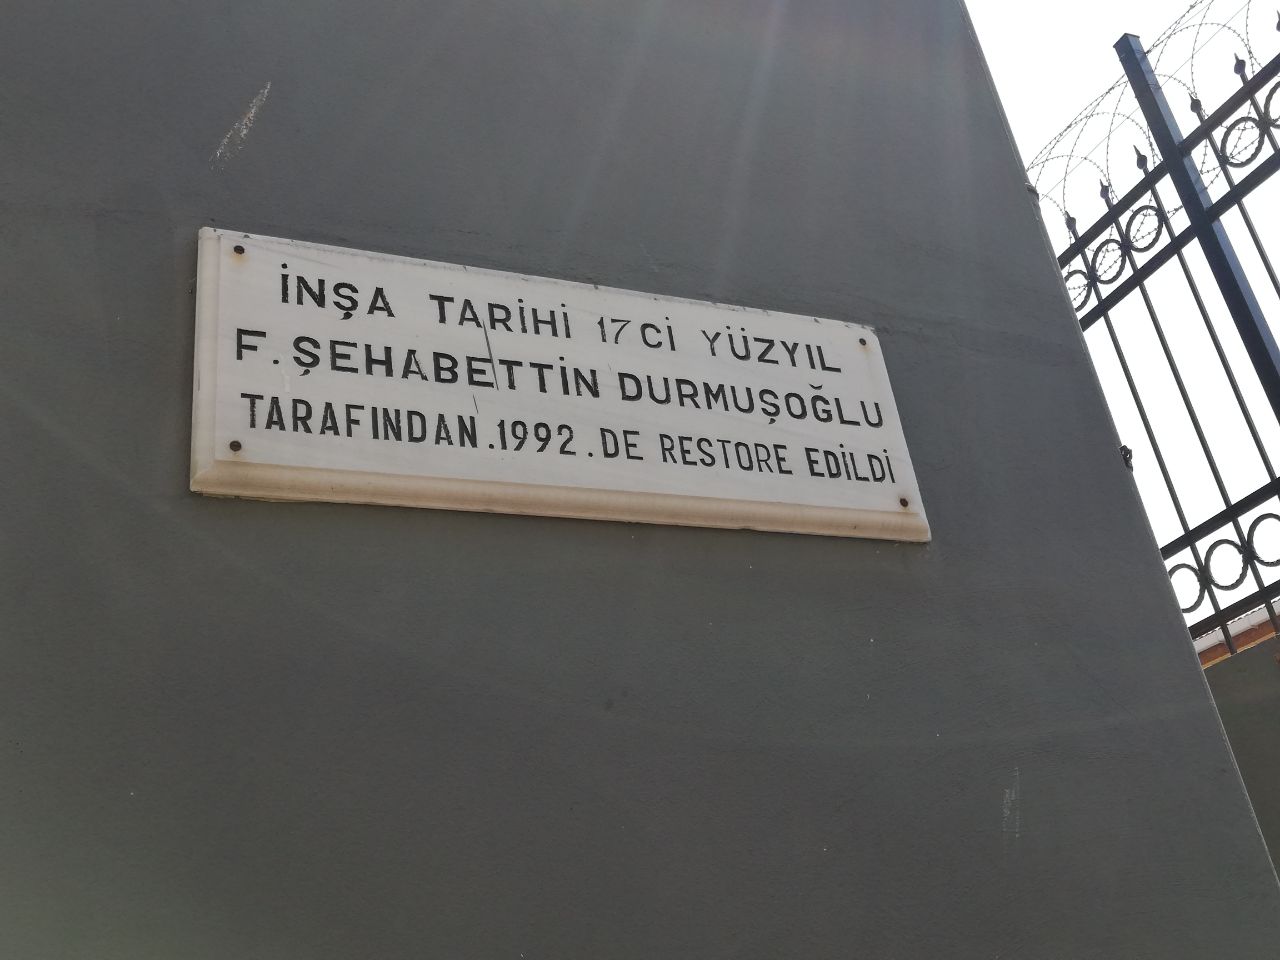 İNŞA TARİHİ 17Cİ YÜZYIL
F. ŞEHABETTİN DURMUŞOĞLU
TARAFINDAN.1992.DE RESTORE EDİLDİ